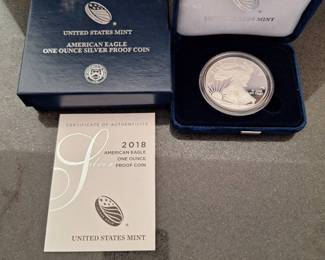 UNITED STATES MINT
AMERICAN EAGLE
ONE OUNCE SILVER PROOF COIN
CERTIFICATE OF AUTHENTICITY
2018
AMERICAN EAGLE
ONE OUNCE
PROOF COIN
Silver
UNITED STATES MINT